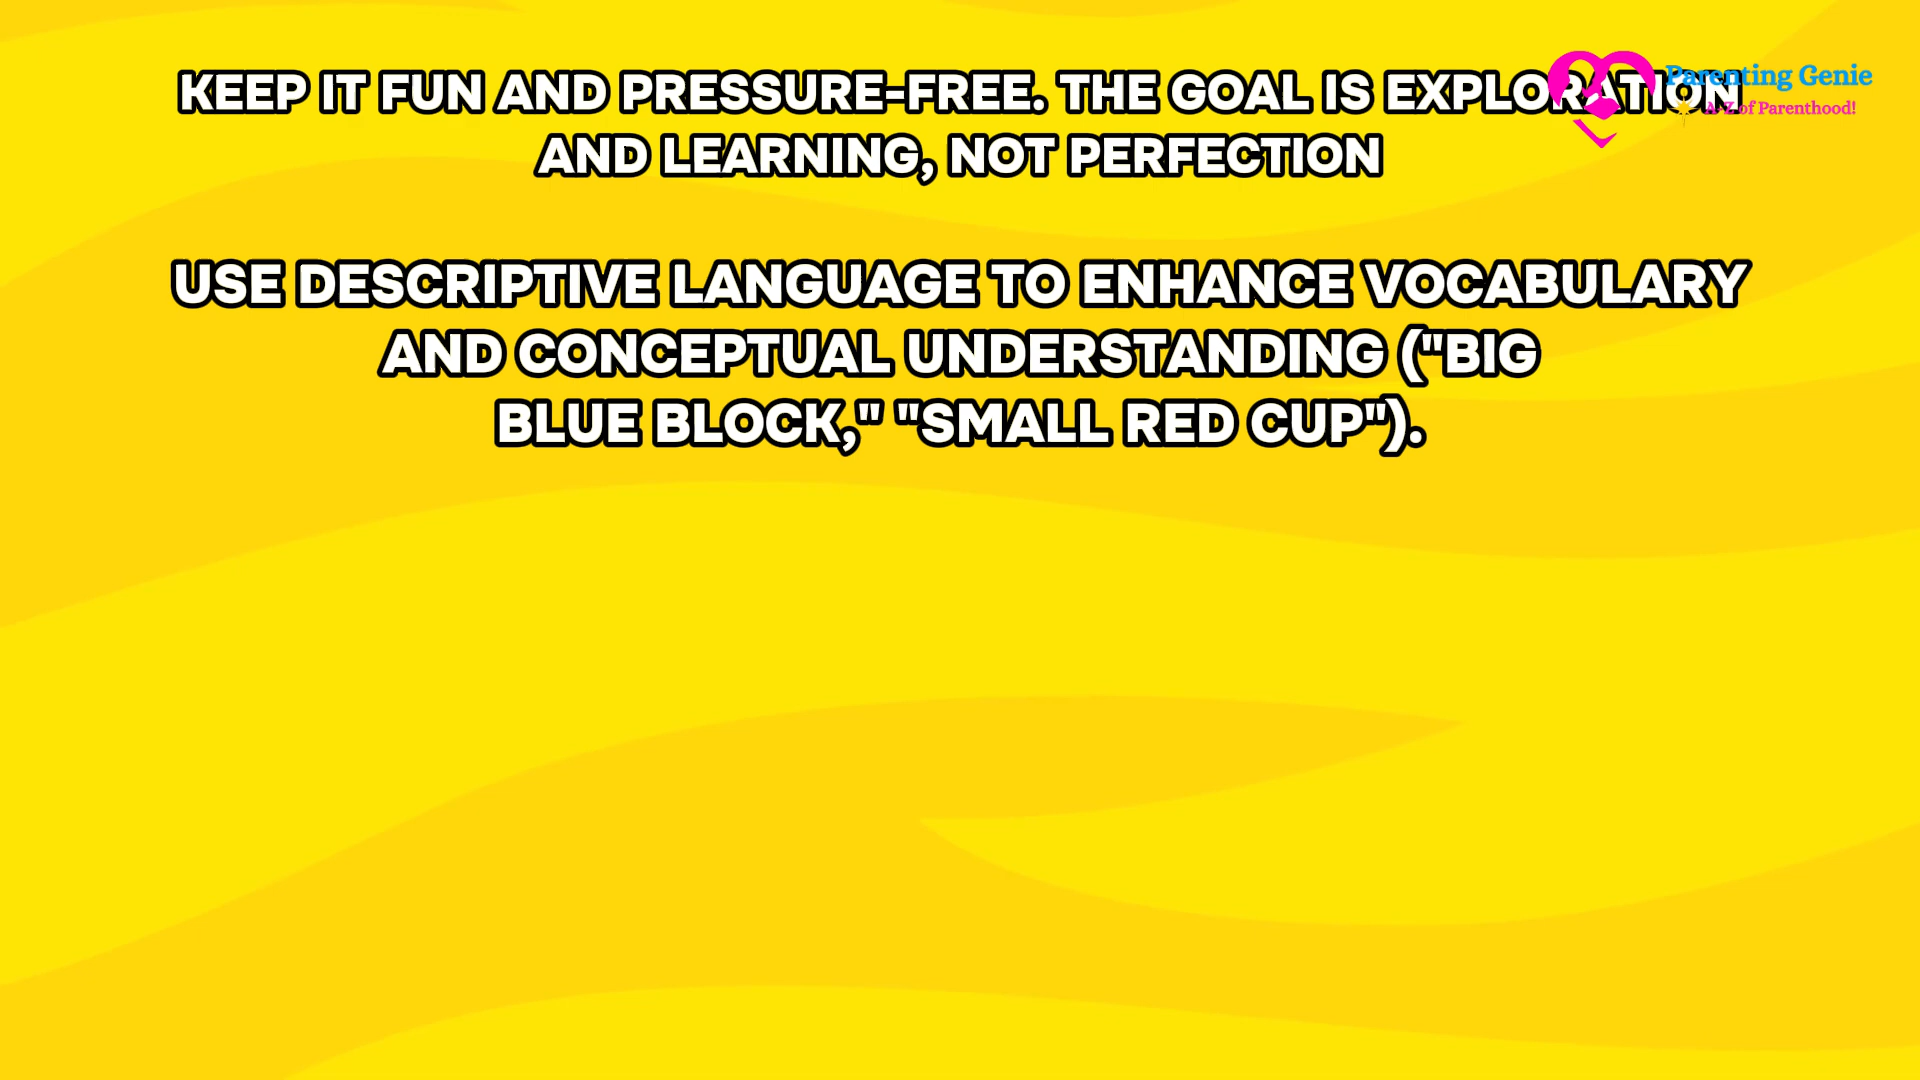 KEEP IT FUN AND PRESSURE-FREE. THE GOAL IS EXPLORATION
AND LEARNING, NOT PERFECTION
Parenting Genie
A-Z of Parenthood!
USE DESCRIPTIVE LANGUAGE TO ENHANCE VOCABULARY
AND CONCEPTUAL UNDERSTANDING ("BIG
BLUE BLOCK," "SMALL RED CUP").